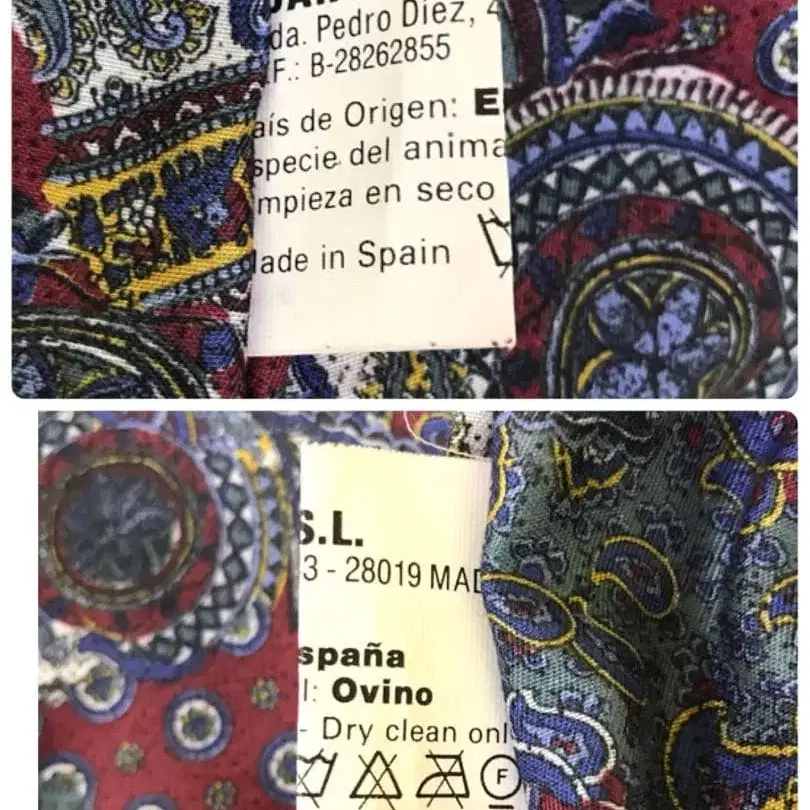 da. Pedro Diez, 4
F.: B-28262855
aís de Origen: E
specie del anima
mpieza en seco
ade in Spain
S.L.
3 - 28019 MAD
spaña
l: Ovino
- Dry clean onl
F